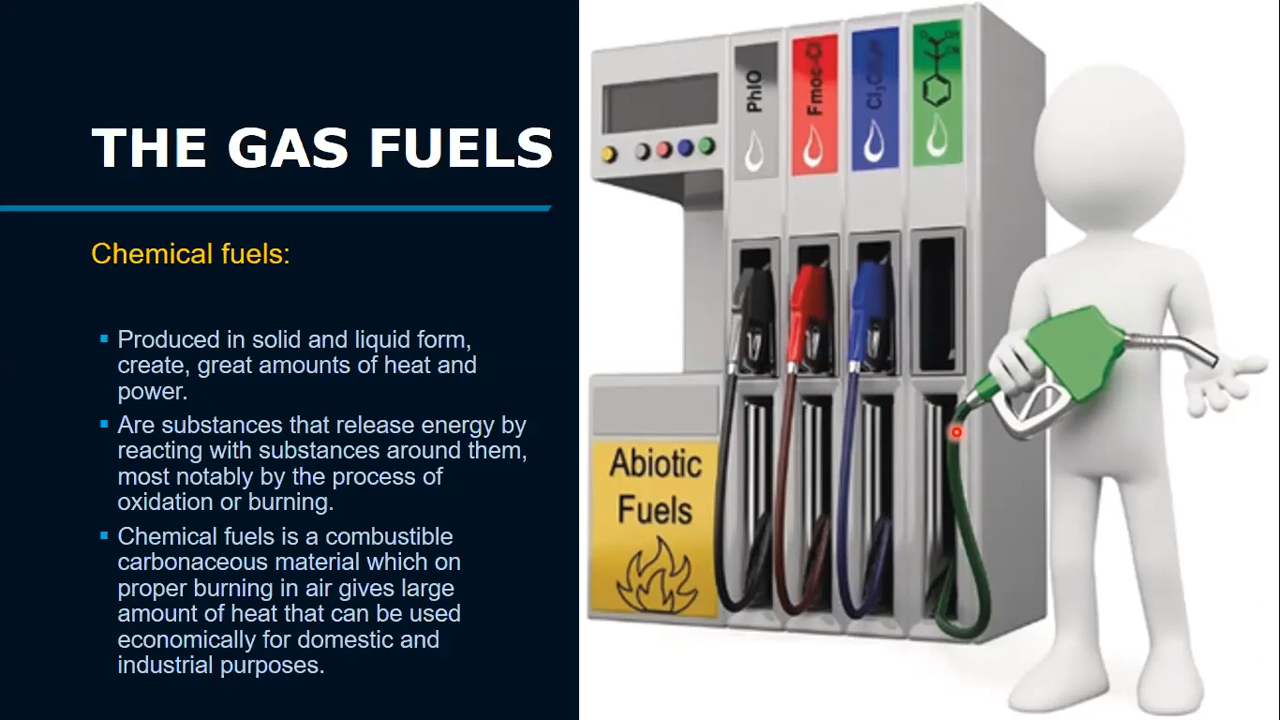 THE GAS FUELS
Chemical fuels:
Produced in solid and liquid form,
create, great amounts of heat and
power.
Are substances that release energy by
reacting with substances around them,
most notably by the process of
oxidation or burning.
Chemical fuels is a combustible
carbonaceous material which on
proper burning in air gives large
amount of heat that can be used
economically for domestic and
industrial purposes.
PhIO
Fmoc-Cl
Abiotic
Fuels